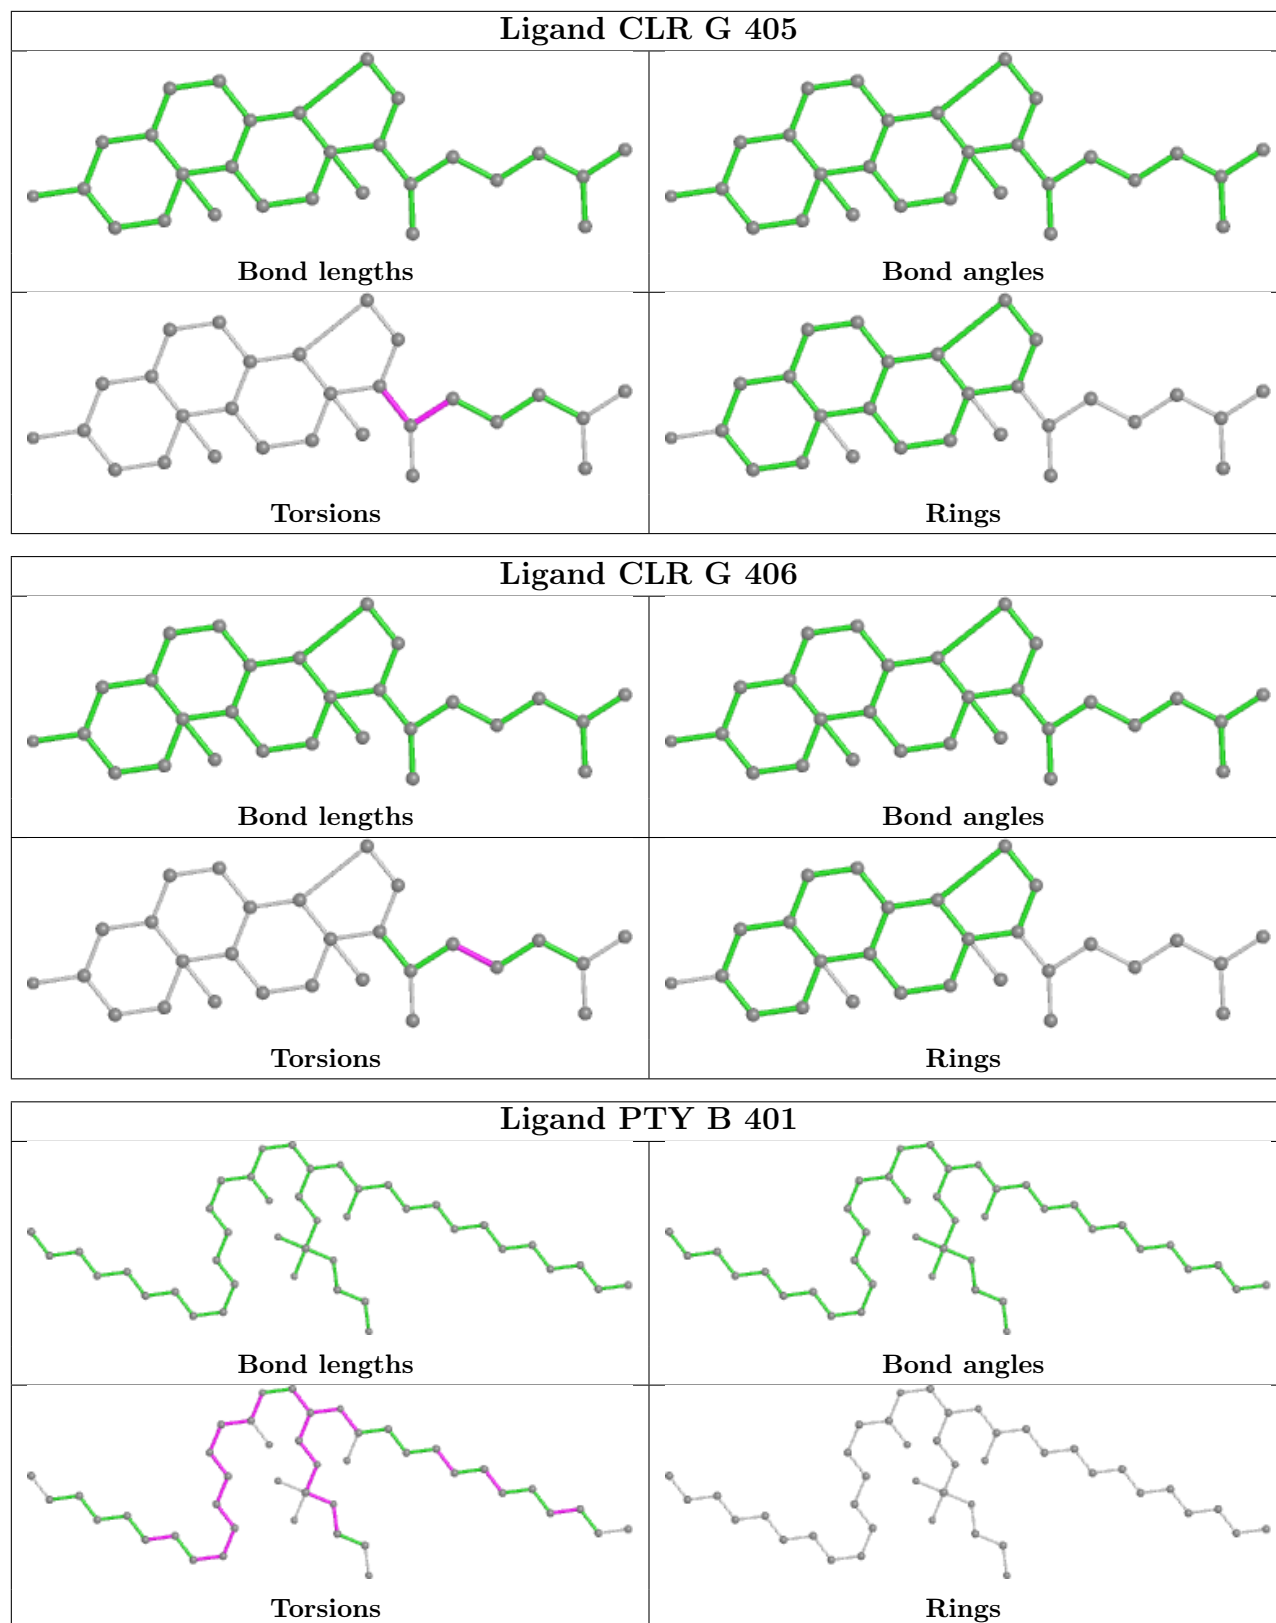 Ligand CLR G 405
Bond lengths
Bond angles
Torsions
Rings
Ligand CLR G 406
Bond lengths
Bond angles
Torsions
Rings
Ligand PTY B 401
Bond lengths
Bond angles
Torsions
Rings